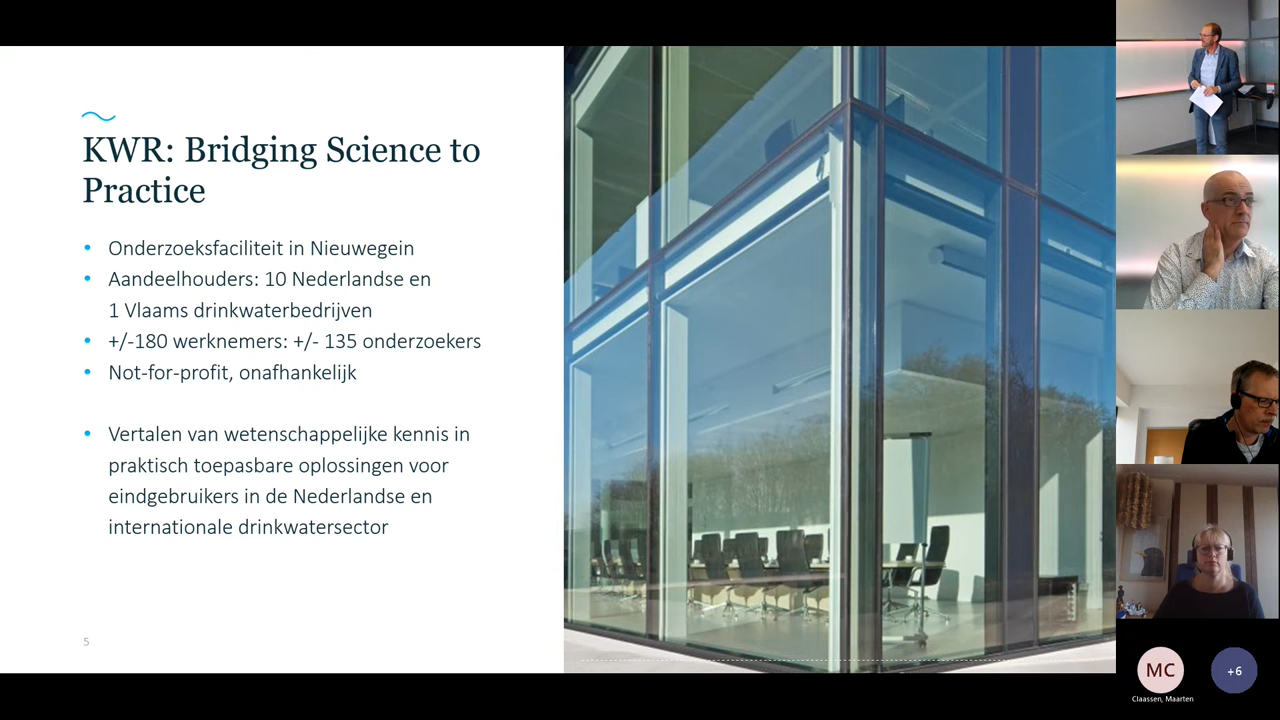 KWR: Bridging Science to
Practice
• Onderzoeksfaciliteit in Nieuwegein
• Aandeelhouders: 10 Nederlandse en
1 Vlaams drinkwaterbedrijven
• +/-180 werknemers: +/- 135 onderzoekers
• Not-for-profit, onafhankelijk
• Vertalen van wetenschappelijke kennis in
praktisch toepasbare oplossingen voor
eindgebruikers in de Nederlandse en
internationale drinkwatersector
5
MC
+6
Claassen, Maarten